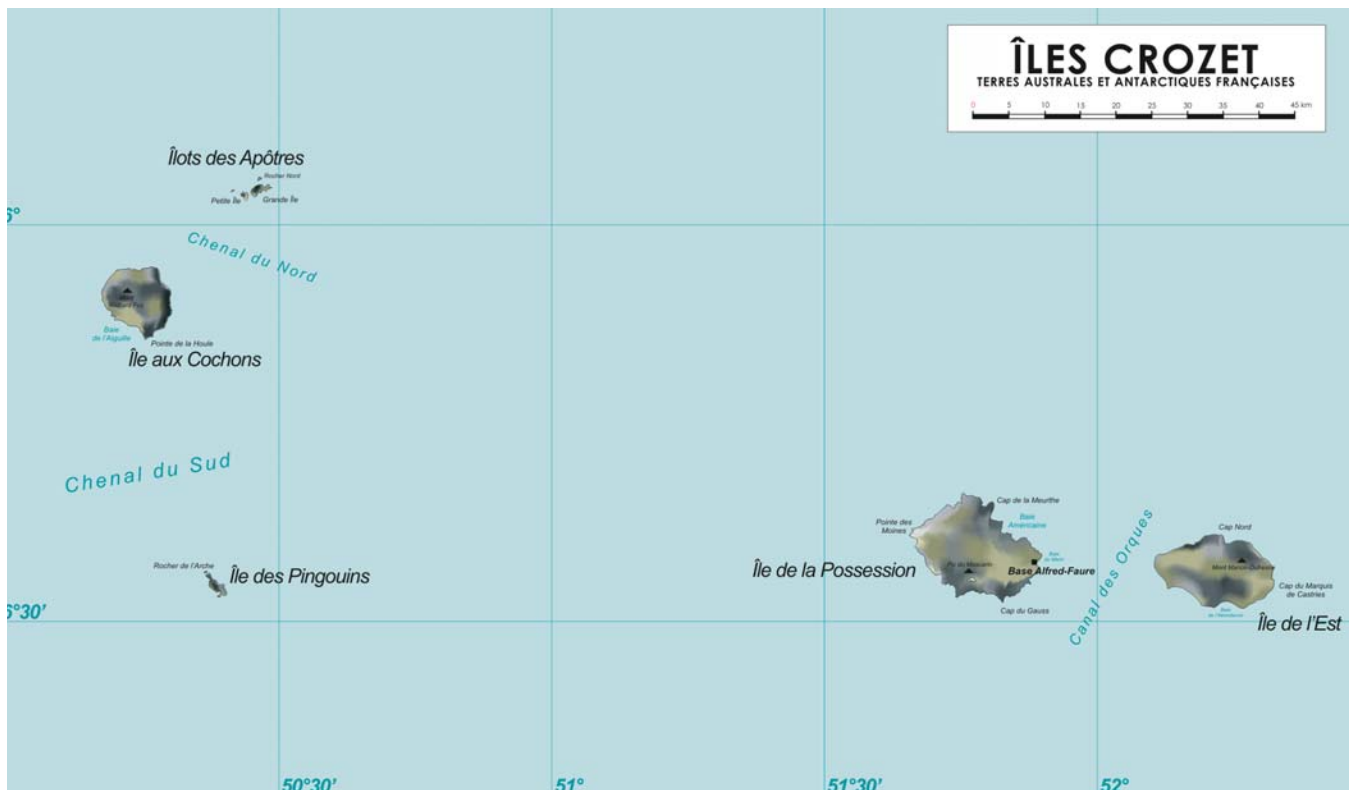 ÎLES CROZET
TERRES AUSTRALES ET ANTARCTIQUES FRANÇAISES
0 5 10 15 20 25 30 35 40 45 km
Îlots des Apôtres
Rocher Nord
Petite Île
Grande Île
6°
Chenal du Nord
Baie
de l'Aiguille
Pointe de la Houle
Île aux Cochons
Chenal du Sud
Cap de la Meurthe
Pointe des
Moines
Baie
Américaine
Canal des Orques
Cap Nord
Rocher de l'Arche
Île des Pingouins
Île de la Possession
Pic du Mascarin
Base Alfred-Faure
Mont Marion-Dufresne
Cap du Marquis
de Castries
Cap du Gauss
Île de l'Est
6°30'
50°30'
51°
51°30'
52°